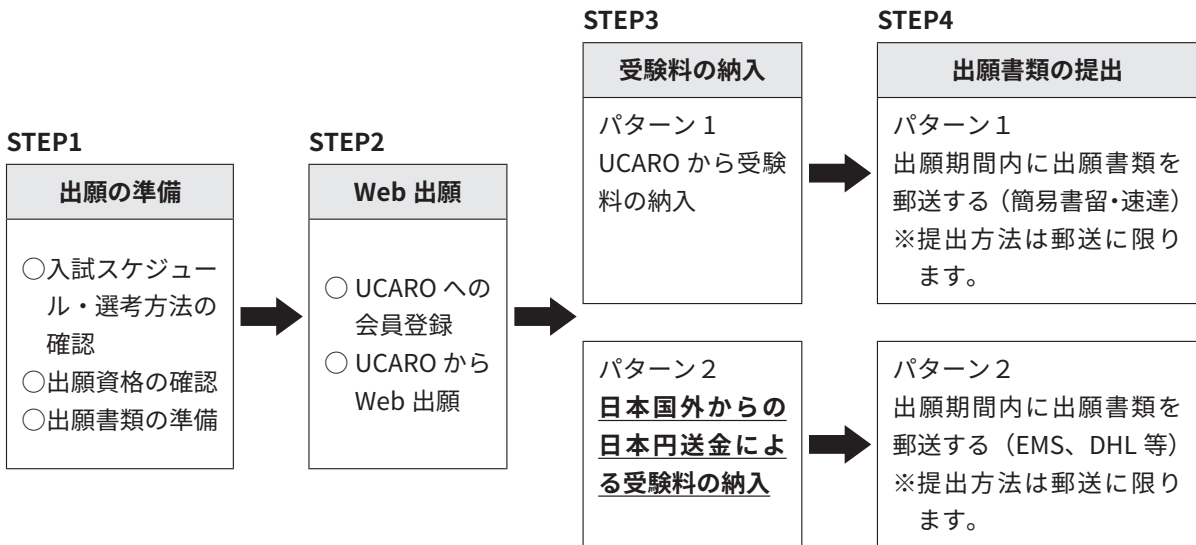 STEP1
出願の準備
○入試スケジュー
ル・選考方法の
確認
○出願資格の確認
○出願書類の準備
STEP2
Web 出願
○ UCARO への
会員登録
○ UCARO から
Web 出願
STEP3
受験料の納入
パターン 1
UCARO から受験
料の納入
パターン２
日本国外からの
日本円送金によ
る受験料の納入
STEP4
出願書類の提出
パターン１
出願期間内に出願書類を
郵送する（簡易書留・速達）
※提出方法は郵送に限り
ます。
パターン２
出願期間内に出願書類を
郵送する（EMS、DHL 等）
※提出方法は郵送に限り
ます。